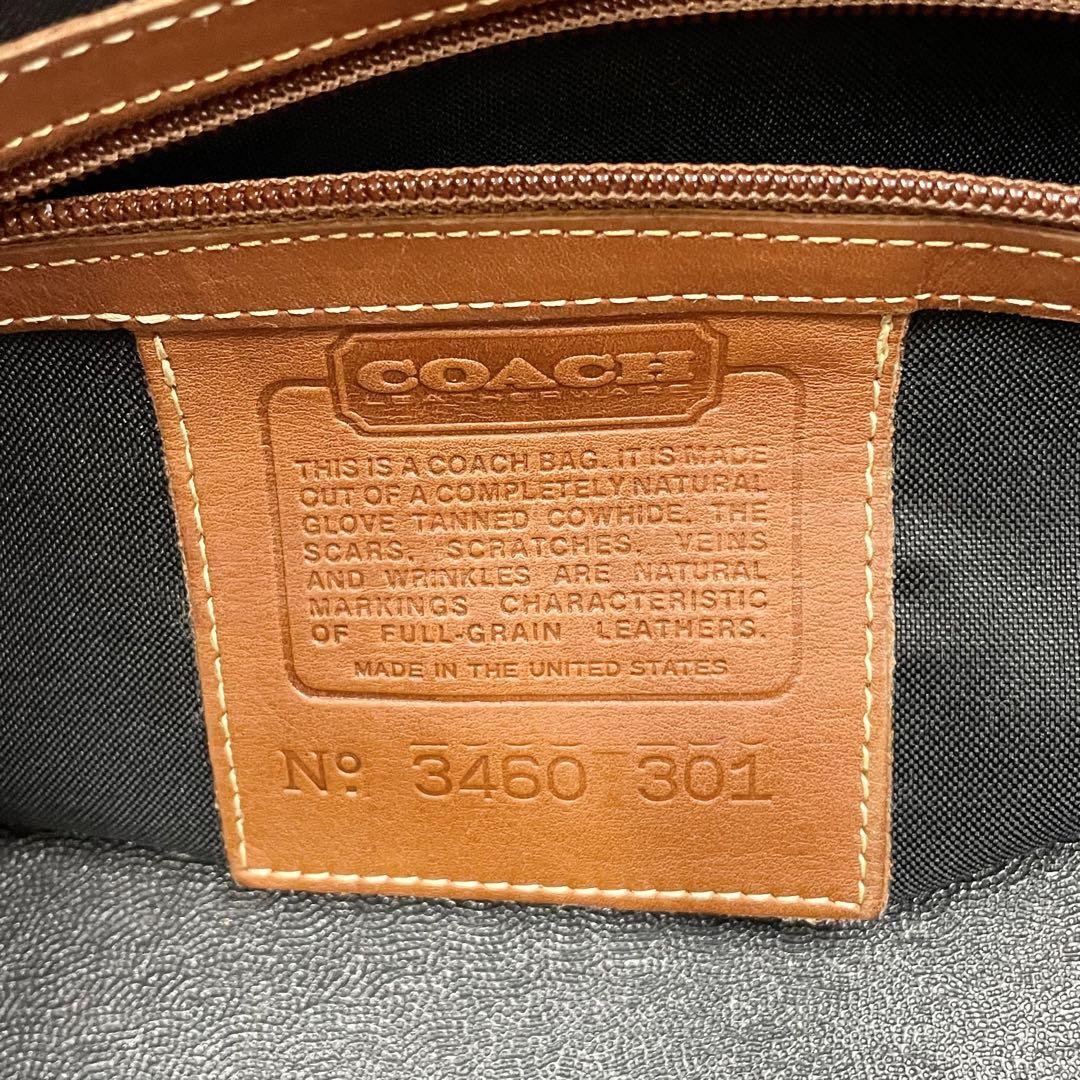 COACH
LEATHERWARE
THIS IS A COACH BAG. IT IS MADE
OUT OF A COMPLETELY NATURAL
GLOVE TANNED COWHIDE. THE
SCARS, SCRATCHES, VEINS
AND WRINKLES ARE NATURAL
MARKINGS CHARACTERISTIC
OF FULL-GRAIN LEATHERS.
MADE IN THE UNITED STATES
Nº 3460 301